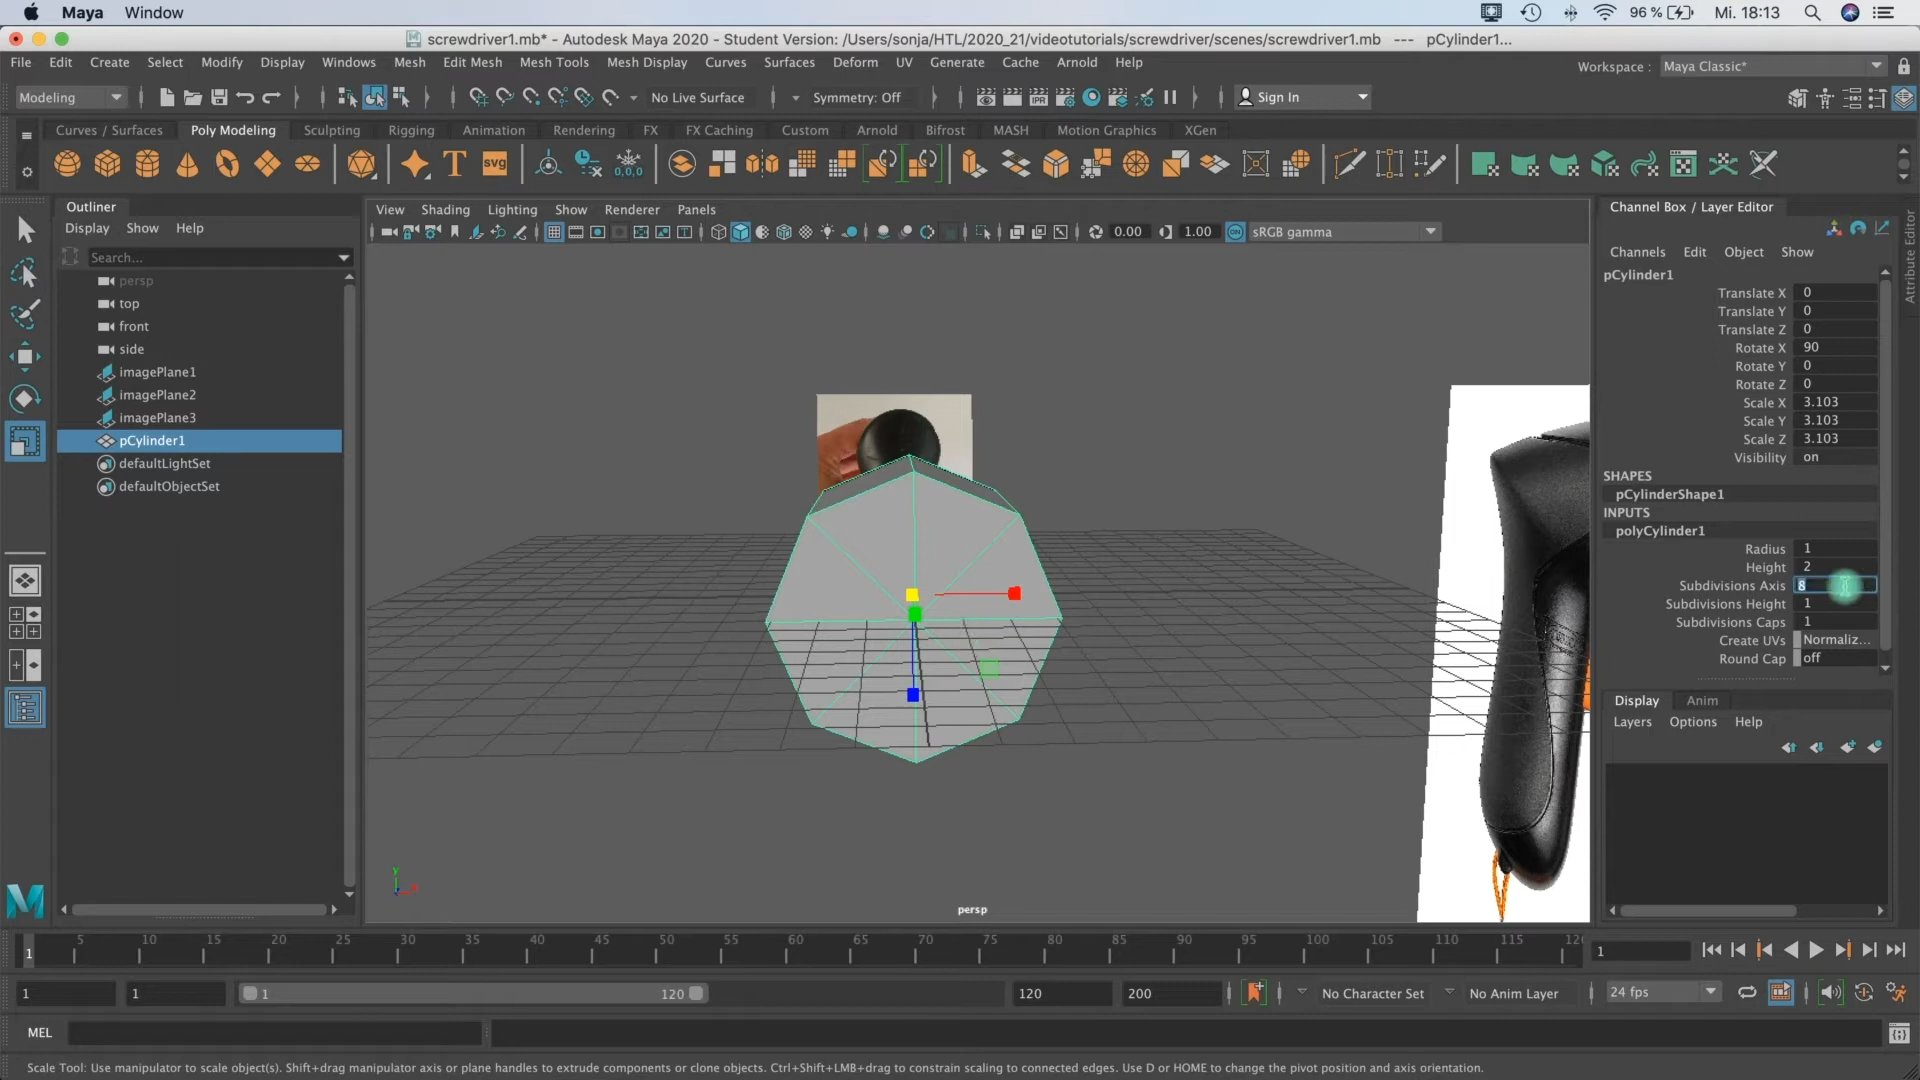 Maya Window 96 % Mi. 18:13
screwdriver1.mb* - Autodesk Maya 2020 - Student Version: /Users/sonja/HTL/2020_21/videotutorials/screwdriver/scenes/screwdriver1.mb --- pCylinder1...
File Edit Create Select Modify Display Windows Mesh Edit Mesh Mesh Tools Mesh Display Curves Surfaces Deform UV Generate Cache Arnold Help
Workspace : Maya Classic*
Modeling No Live Surface Symmetry: Off IPR Sign In
Curves / Surfaces Poly Modeling Sculpting Rigging Animation Rendering FX FX Caching Custom Arnold Bifrost MASH Motion Graphics XGen
T svg 0,0,0
Outliner
Display Show Help
Search...
persp
top
front
side
imagePlane1
imagePlane2
imagePlane3
pCylinder1
defaultLightSet
defaultObjectSet
View Shading Lighting Show Renderer Panels
0.00 1.00 ON sRGB gamma
y
persp
Channel Box / Layer Editor
Attribute Editor
Channels Edit Object Show
pCylinder1
Translate X 0
Translate Y 0
Translate Z 0
Rotate X 90
Rotate Y 0
Rotate Z 0
Scale X 3.103
Scale Y 3.103
Scale Z 3.103
Visibility on
SHAPES
pCylinderShape1
INPUTS
polyCylinder1
Radius 1
Height 2
Subdivisions Axis 8
Subdivisions Height 1
Subdivisions Caps 1
Create UVs Normaliz...
Round Cap off
Display Anim
Layers Options Help
1 5 10 15 20 25 30 35 40 45 50 55 60 65 70 75 80 85 90 95 100 105 110 115 12 1
1 1 1 120 120 200 No Character Set No Anim Layer 24 fps
MEL
Scale Tool: Use manipulator to scale object(s). Shift+drag manipulator axis or plane handles to extrude components or clone objects. Ctrl+Shift+LMB+drag to constrain scaling to connected edges. Use D or HOME to change the pivot position and axis orientation.